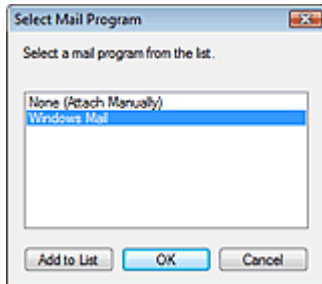 Select Mail Program
Select a mail program from the list.
None (Attach Manually)
Windows Mail
Add to List
OK
Cancel